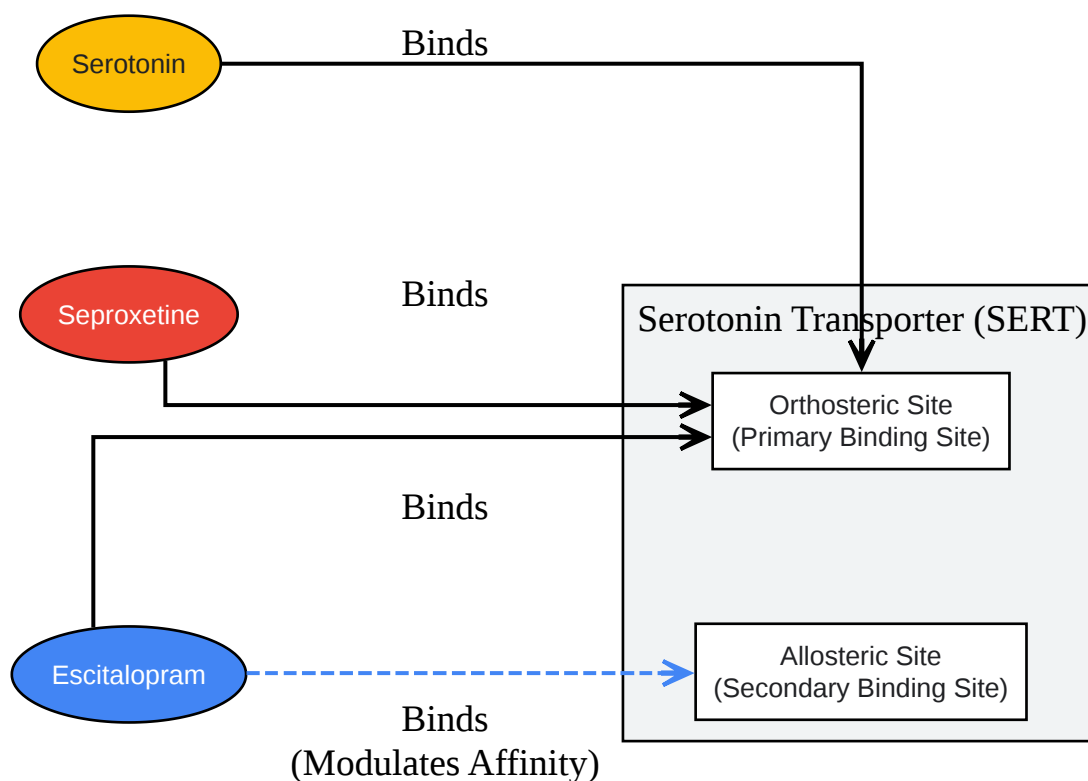 Serotonin
Binds
Seproxetine
Binds
Serotonin Transporter (SERT)
Orthosteric Site
(Primary Binding Site)
Binds
Escitalopram
Allosteric Site
(Secondary Binding Site)
Binds
(Modulates Affinity)